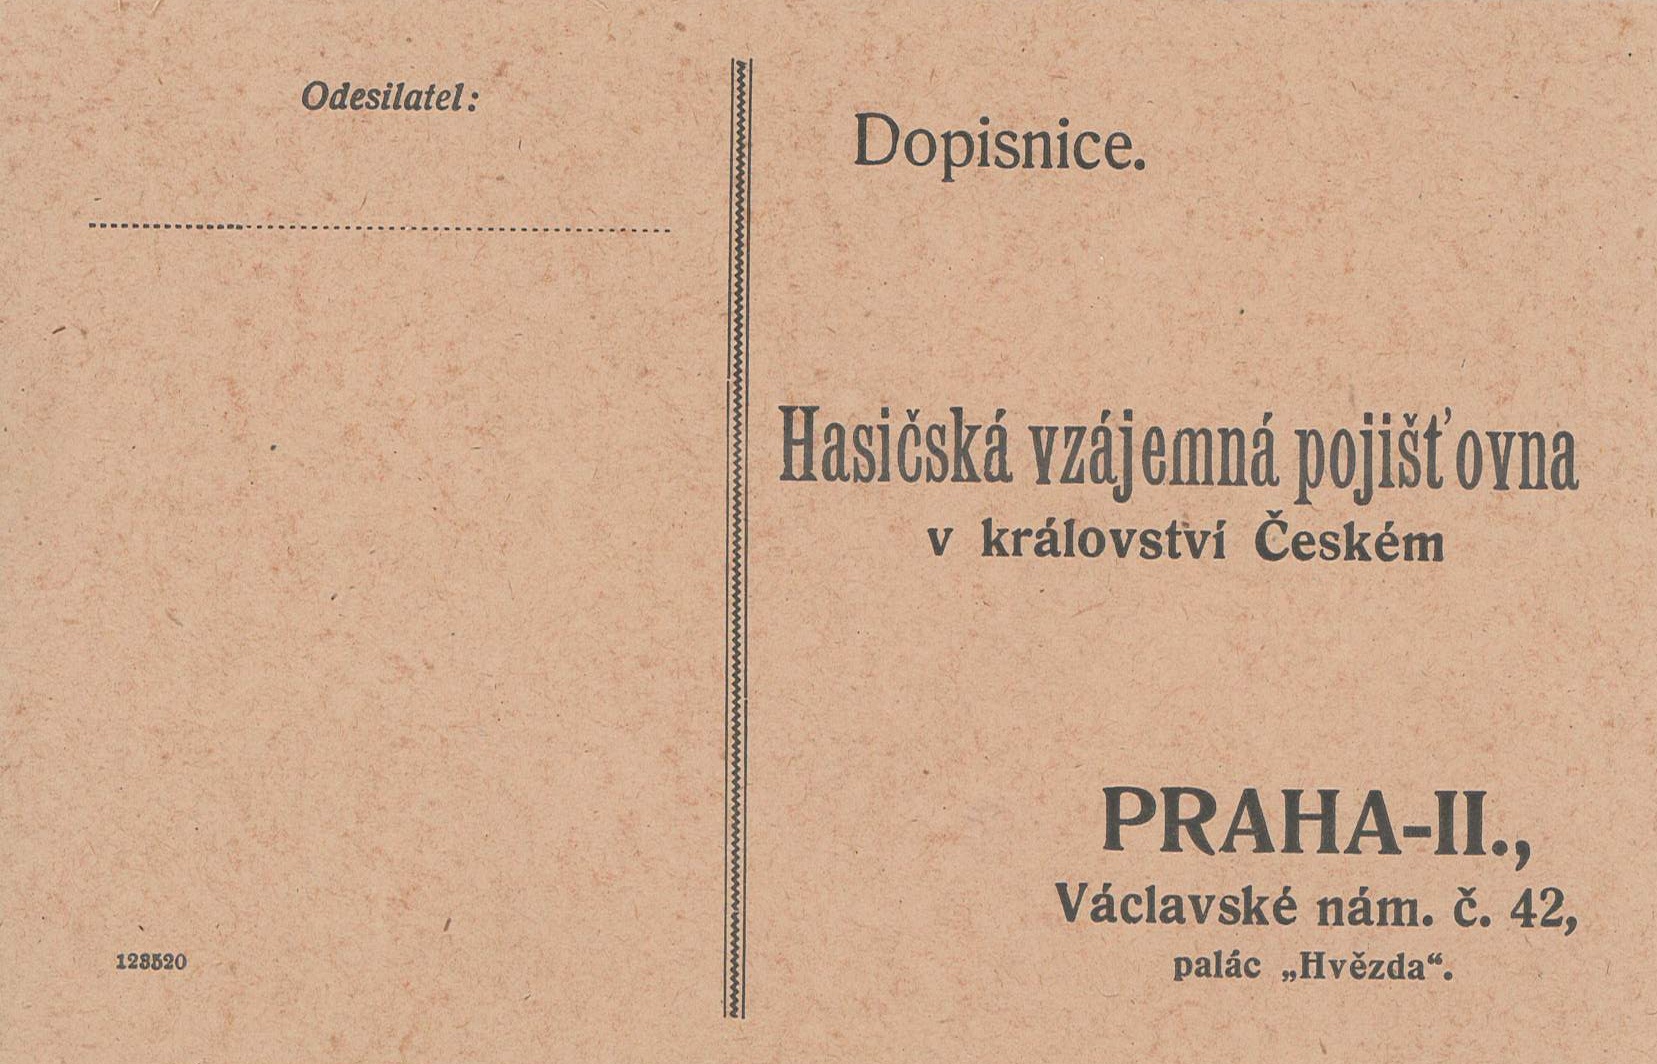 Odesilatel:
Dopisnice.
Hasičská vzájemná pojišťovna
v království Českém
PRAHA-II.,
Václavské nám. č. 42,
palác „Hvězda“.
128520